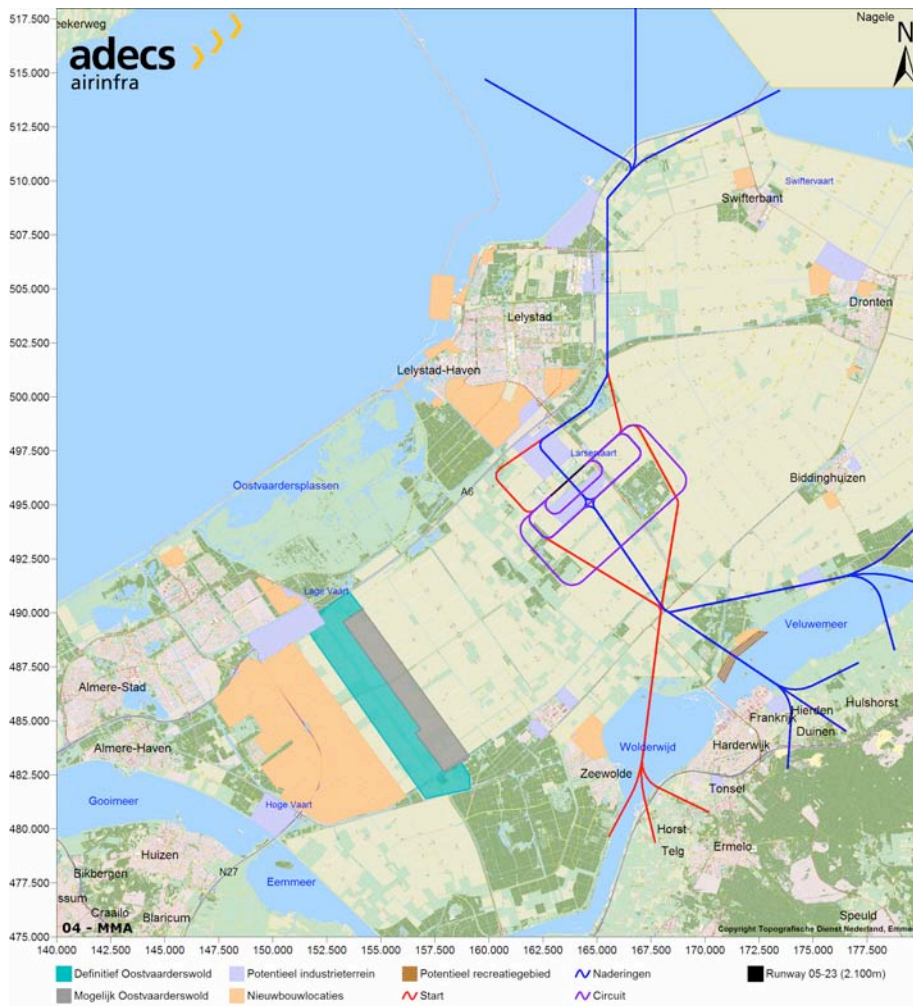 517.500
eekerweg
Nagele
adecs
airinfra
N
515.000
512.500
510.000
Swiftervaart
Swifterbant
507.500
505.000
Dronten
Lelystad
502.500
Lelystad-Haven
500.000
497.500
Larservaart
Biddinghuizen
Oostvaardersplassen
A6
495.000
492.500
Lage Vaart
490.000
Veluwemeer
487.500
Almere-Stad
Hierden
Hulshorst
Frankrijk
485.000
Duinen
Almere-Haven
Wolderwijd
Harderwijk
Zeewolde
482.500
Tonsel
Gooimeer
Hoge Vaart
480.000
Horst
Huizen
Telg
Ermelo
Bikbergen
N27
477.500
Eemmeer
ssum
Craailo
Blaricum
Speuld
04 - MMA
Copyright Topografische Dienst Nederland, Emme
475.000
140.000 142.500 145.000 147.500 150.000 152.500 155.000 157.500 160.000 162.500 165.000 167.500 170.000 172.500 175.000 177.500
Definitief Oostvaarderswold
Potentieel industrieterrein
Potentieel recreatiegebied
Naderingen
Runway 05-23 (2.100m)
Mogelijk Oostvaarderswold
Nieuwbouwlocaties
Start
Circuit